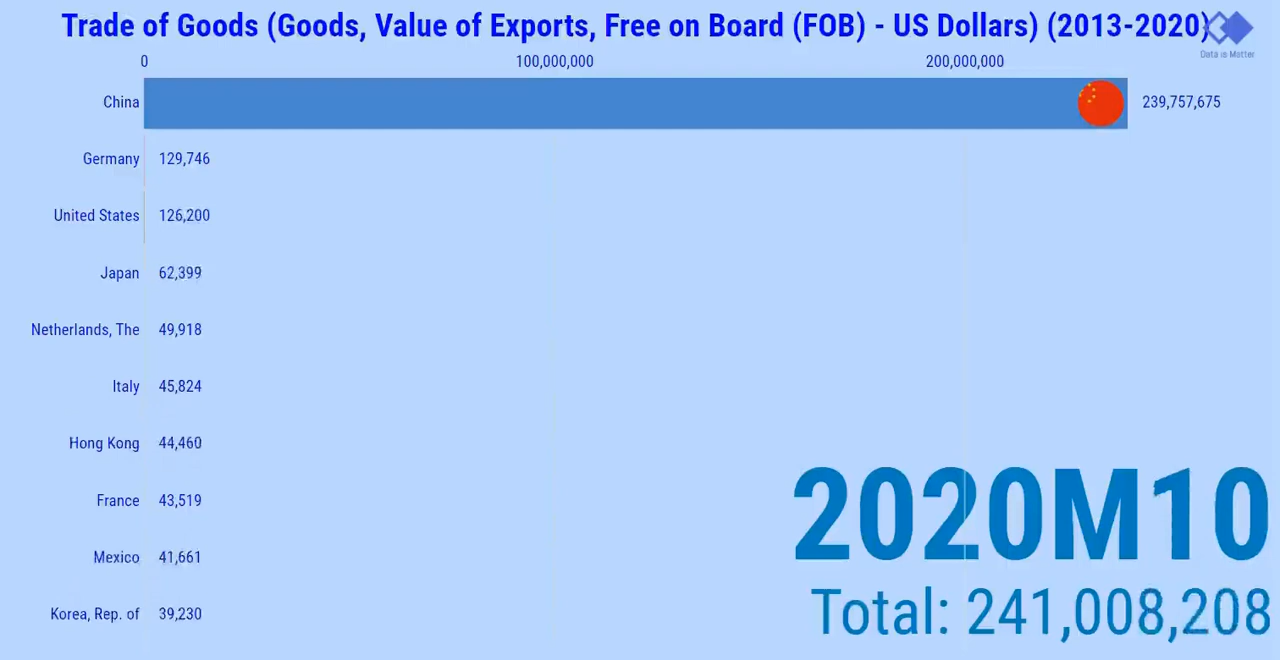 Trade of Goods (Goods, Value of Exports, Free on Board (FOB) - US Dollars) (2013-2020)
Data is Matter
0 100,000,000 200,000,000
China 239,757,675
Germany 129,746
United States 126,200
Japan 62,399
Netherlands, The 49,918
Italy 45,824
Hong Kong 44,460
France 43,519
Mexico 41,661
Korea, Rep. of 39,230
2020M10
Total: 241,008,208